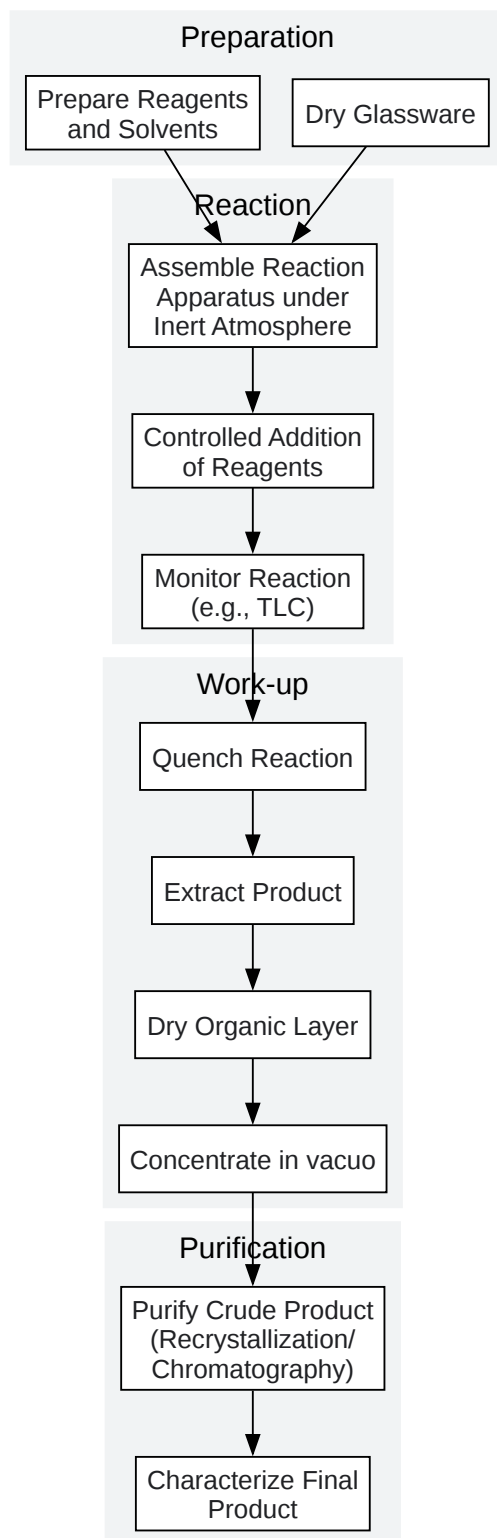 Preparation
Prepare Reagents
and Solvents
Dry Glassware
Reaction
Assemble Reaction
Apparatus under
Inert Atmosphere
Controlled Addition
of Reagents
Monitor Reaction
(e.g., TLC)
Work-up
Quench Reaction
Extract Product
Dry Organic Layer
Concentrate in vacuo
Purification
Purify Crude Product
(Recrystallization/
Chromatography)
Characterize Final
Product